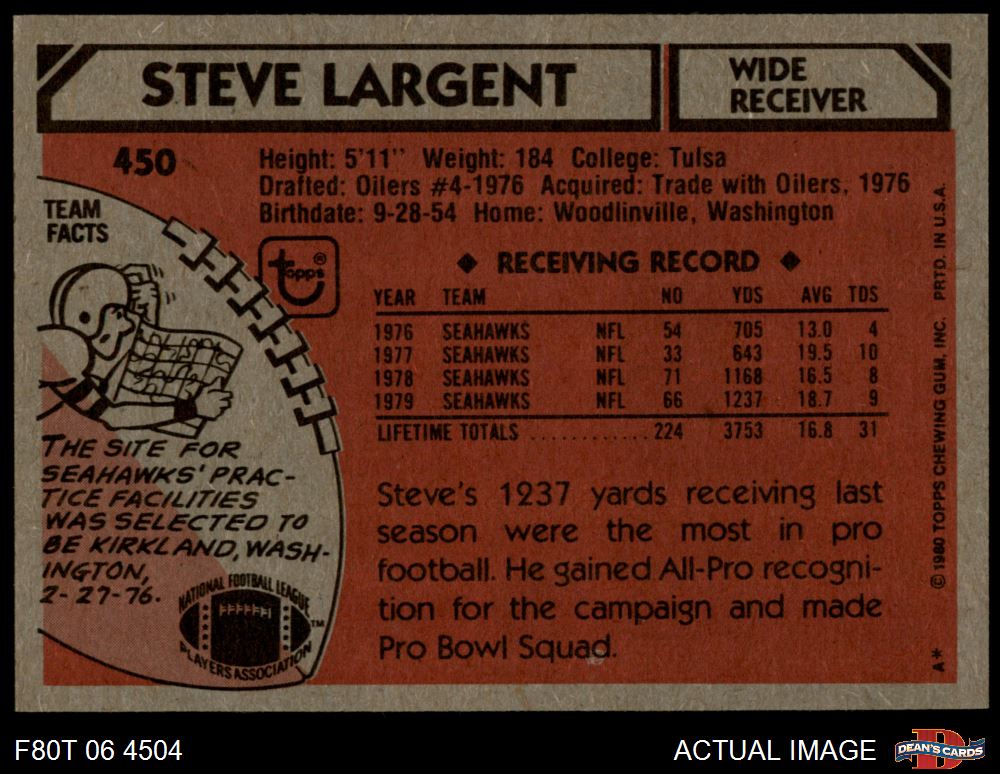 STEVE LARGENT
WIDE
RECEIVER
450
Height: 5'11" Weight: 184 College: Tulsa
Drafted: Oilers #4-1976 Acquired: Trade with Oilers, 1976
Birthdate: 9-28-54 Home: Woodlinville, Washington
TEAM
FACTS
topps®
◆ RECEIVING RECORD ◆
YEAR TEAM NO YDS AVG TDS
1976 SEAHAWKS NFL 54 705 13.0 4
1977 SEAHAWKS NFL 33 643 19.5 10
1978 SEAHAWKS NFL 71 1168 16.5 8
1979 SEAHAWKS NFL 66 1237 18.7 9
LIFETIME TOTALS ............ 224 3753 16.8 31
THE SITE FOR
SEAHAWKS' PRAC-
TICE FACILITIES
WAS SELECTED TO
BE KIRKLAND, WASH-
INGTON,
2-27-76.
NATIONAL FOOTBALL LEAGUE
PLAYERS ASSOCIATION
TM
Steve's 1237 yards receiving last
season were the most in pro
football. He gained All-Pro recogni-
tion for the campaign and made
Pro Bowl Squad.
A* © 1980 TOPPS CHEWING GUM, INC. PRTD. IN U.S.A.
F80T 06 4504
ACTUAL IMAGE
D
DEAN'S CARDS